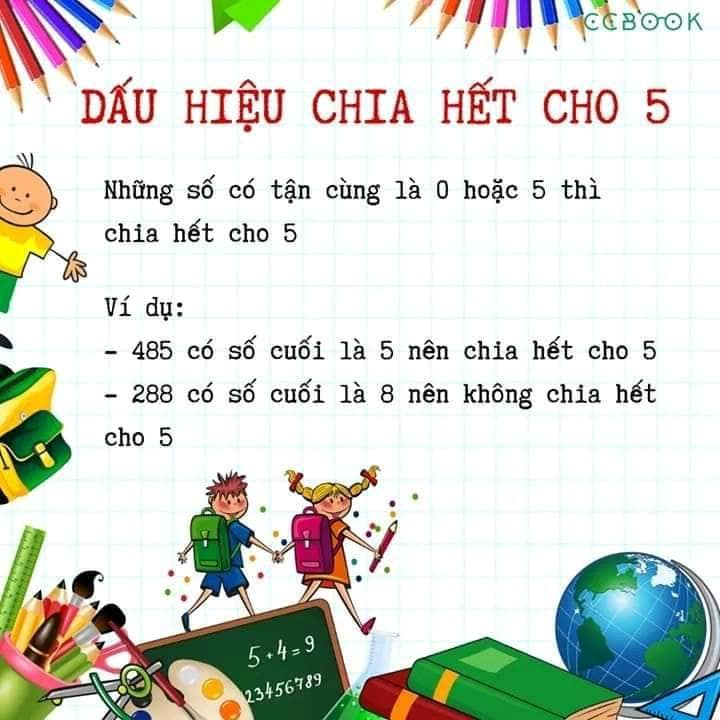 CCBOOK
DẤU HIỆU CHIA HẾT CHO 5
Những số có tận cùng là 0 hoặc 5 thì
chia hết cho 5
Ví dụ:
- 485 có số cuối là 5 nên chia hết cho 5
- 288 có số cuối là 8 nên không chia hết
cho 5
5+4=9
23456789